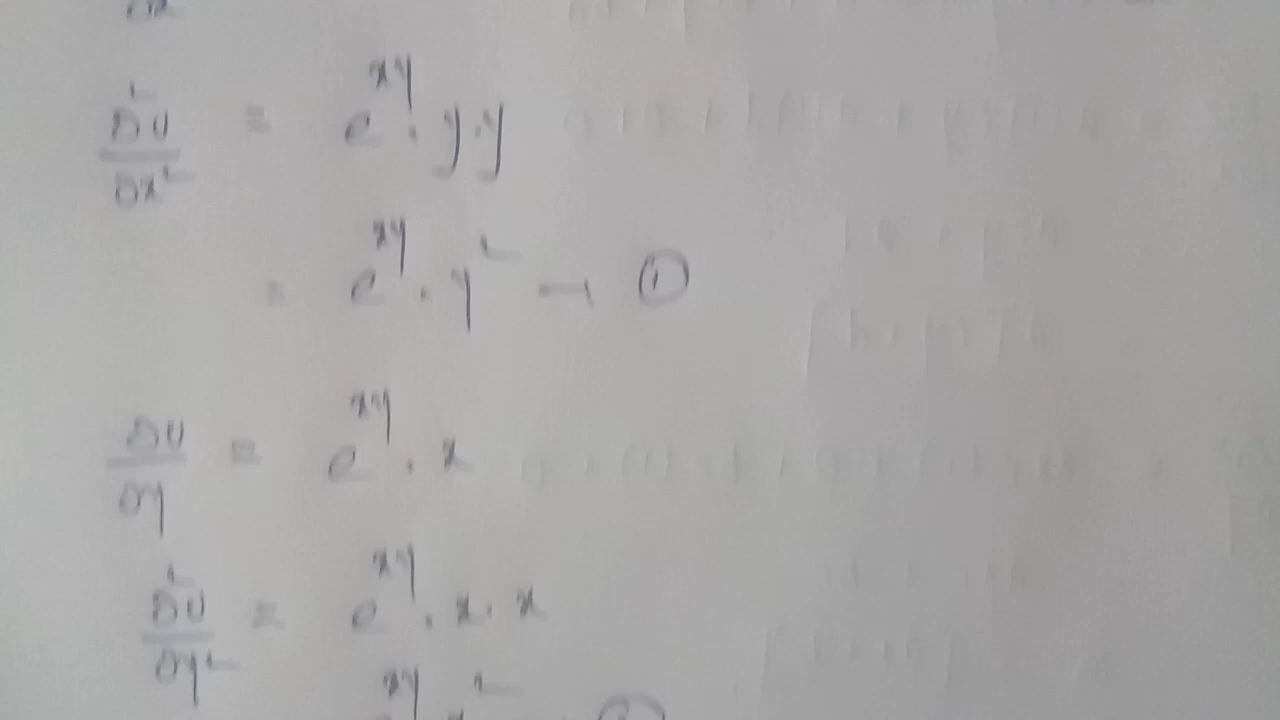 ∂²u/∂x² = e^xy . y.y
= e^xy . y² — ①
∂u/∂y = e^xy . x
∂²u/∂y² = e^xy . x . x